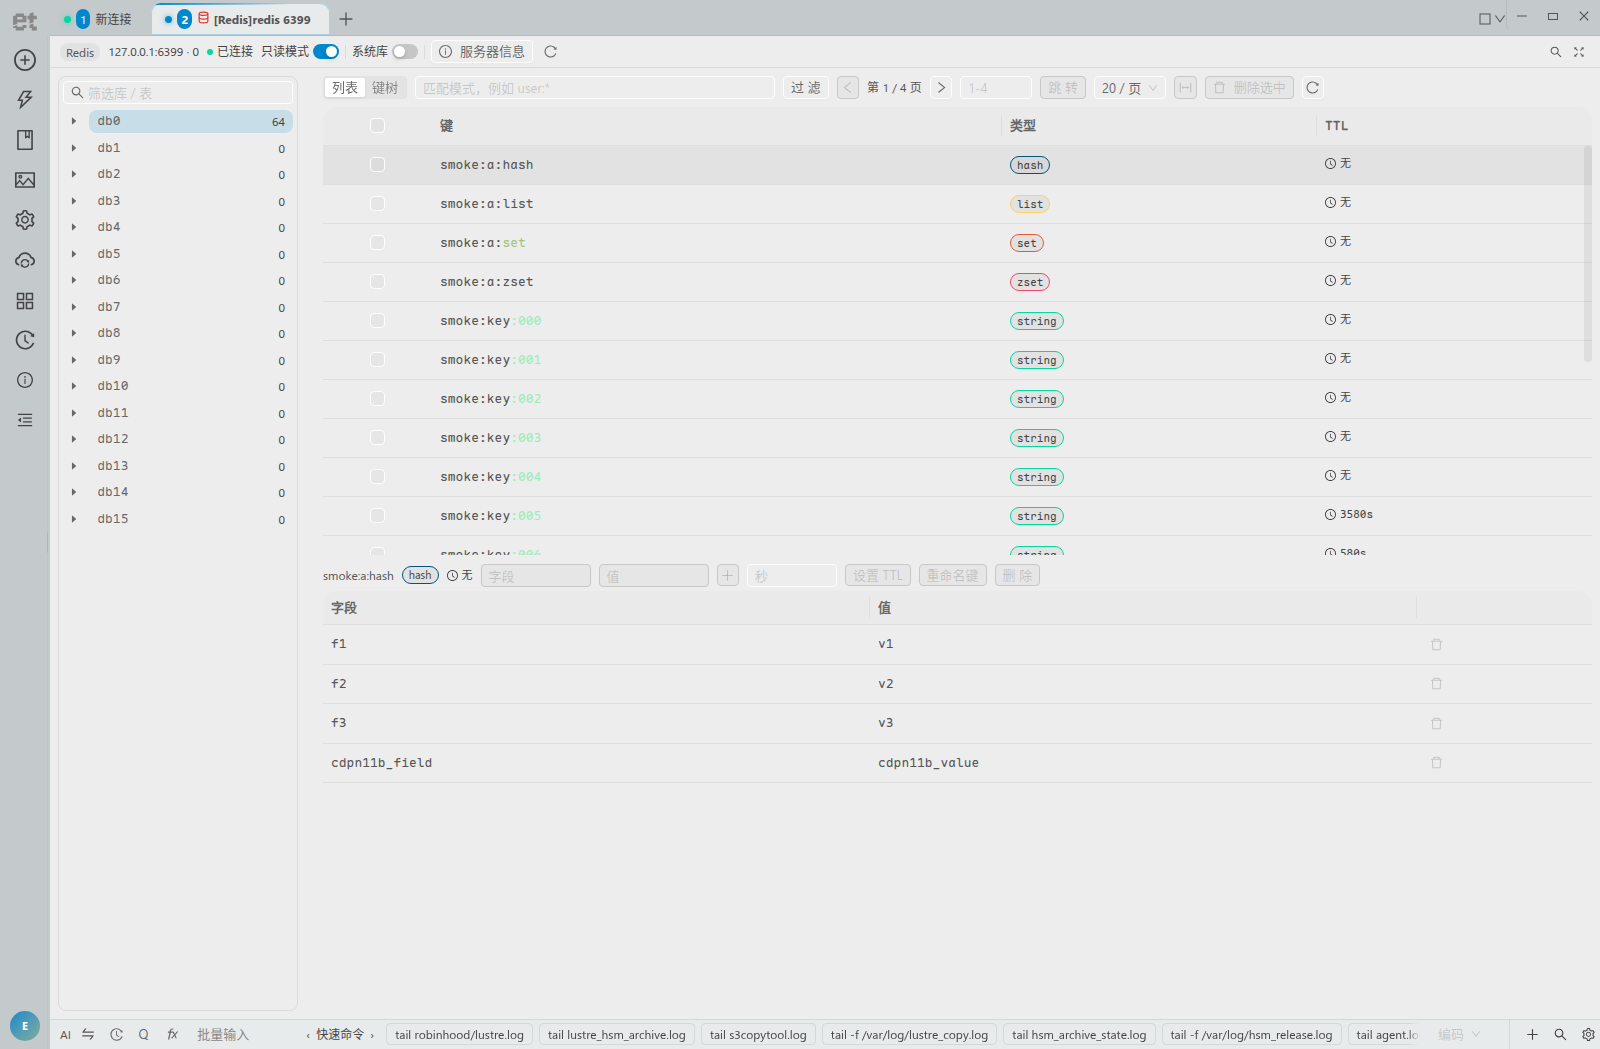 et
1 新连接
2 [Redis]redis 6399
Redis 127.0.0.1:6399 · 0 已连接 只读模式 系统库 服务器信息
筛选库 / 表
db0 64
db1 0
db2 0
db3 0
db4 0
db5 0
db6 0
db7 0
db8 0
db9 0
db10 0
db11 0
db12 0
db13 0
db14 0
db15 0
列表 键树 匹配模式，例如 user:* 过 滤 第 1 / 4 页 1-4 跳 转 20 / 页 删除选中
键 类型 TTL
smoke:a:hash hash 无
smoke:a:list list 无
smoke:a:set set 无
smoke:a:zset zset 无
smoke:key:000 string 无
smoke:key:001 string 无
smoke:key:002 string 无
smoke:key:003 string 无
smoke:key:004 string 无
smoke:key:005 string 3580s
smoke:key:006 string 580s
smoke:a:hash hash 无 字段 值 秒 设置 TTL 重命名键 删 除
字段 值
f1 v1
f2 v2
f3 v3
cdpn11b_field cdpn11b_value
E
AI Q fx 批量输入 ‹ 快速命令 › tail robinhood/lustre.log tail lustre_hsm_archive.log tail s3copytool.log tail -f /var/log/lustre_copy.log tail hsm_archive_state.log tail -f /var/log/hsm_release.log tail agent.lo 编码